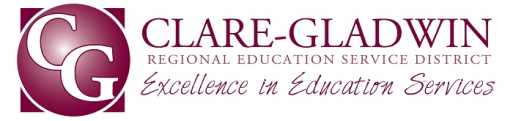 CG
CLARE-GLADWIN
REGIONAL EDUCATION SERVICE DISTRICT
Excellence in Education Services